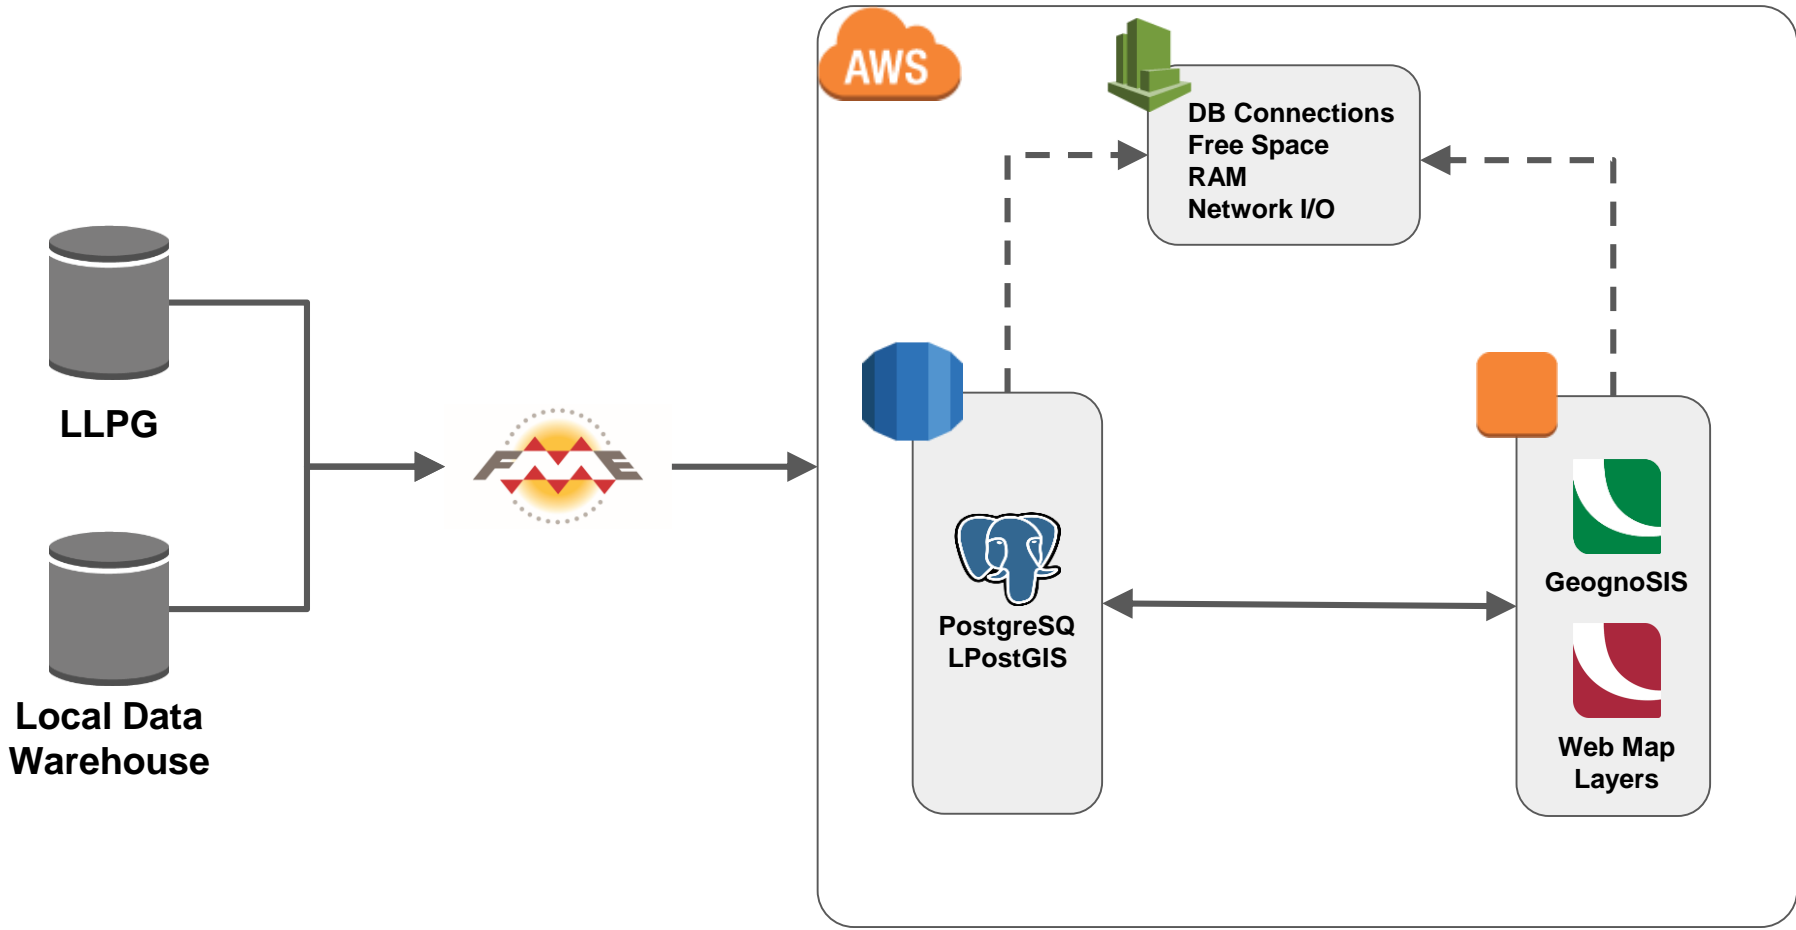 AWS
DB Connections
Free Space
RAM
Network I/O
LLPG
FME
PostgreSQ
LPostGIS
GeognoSIS
Web Map
Layers
Local Data
Warehouse